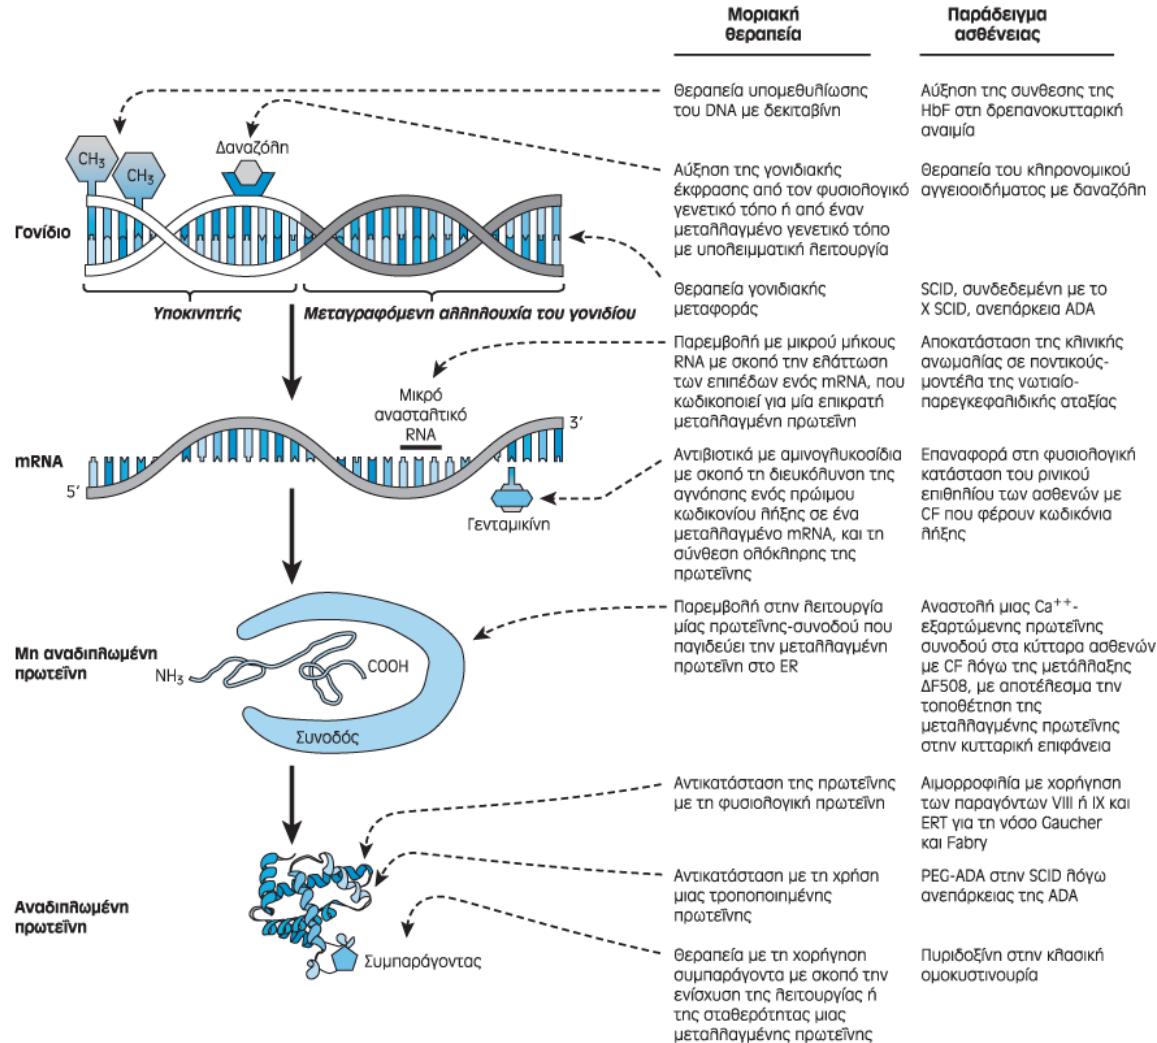 Μοριακή
θεραπεία
Παράδειγμα
ασθένειας
Θεραπεία υπομεθυλίωσης
του DNA με δεκιταβίνη
Αύξηση της συνθεσης της
HbF στη δρεπανοκυτταρική
αναιμία
CH3
CH3
Δαναζόλη
Αύξηση της γονιδιακής
έκφρασης από τον φυσιολογικό
γενετικό τόπο ή από έναν
μεταλλαγμένο γενετικό τόπο
με υπολειμματική λειτουργία
Θεραπεία του κληρονομικού
αγγειοοιδήματος με δαναζόλη
Γονίδιο
Υποκινητής
Μεταγραφόμενη αλληλουχία του γονιδίου
Θεραπεία γονιδιακής
μεταφοράς
SCID, συνδεδεμένη με το
X SCID, ανεπάρκεια ADA
Παρεμβολή με μικρού μήκους
RNA με σκοπό την ελάττωση
των επιπέδων ενός mRNA, που
κωδικοποιεί για μία επικρατή
μεταλλαγμένη πρωτεΐνη
Αποκατάσταση της κλινικής
ανωμαλίας σε ποντικούς-
μοντέλα της νωτιαίο-
παρεγκεφαλιδικής αταξίας
Μικρό
ανασταλτικό
RNA
3′
mRNA
5′
Γενταμικίνη
Αντιβιοτικά με αμινογλυκοσίδια
με σκοπό τη διευκόλυνση της
αγνόησης ενός πρώιμου
κωδικονίου λήξης σε ένα
μεταλλαγμένο mRNA, και τη
σύνθεση ολόκληρης της
πρωτεΐνης
Επαναφορά στη φυσιολογική
κατάσταση του ρινικού
επιθηλίου των ασθενών με
CF που φέρουν κωδικόνια
λήξης
Μη αναδιπλωμένη
πρωτεΐνη
NH3
COOH
Συνοδός
Παρεμβολή στην λειτουργία
μίας πρωτεΐνης-συνοδού που
παγιδεύει την μεταλλαγμένη
πρωτεΐνη στο ER
Αναστολή μιας Ca++-
εξαρτώμενης πρωτεΐνης
συνοδού στα κύτταρα ασθενών
με CF λόγω της μετάλλαξης
ΔF508, με αποτέλεσμα την
τοποθέτηση της
μεταλλαγμένης πρωτεΐνης
στην κυτταρική επιφάνεια
Αντικατάσταση της πρωτεΐνης
με τη φυσιολογική πρωτεΐνη
Αιμορροφιλία με χορήγηση
των παραγόντων VIII ή IX και
ERT για τη νόσο Gaucher
και Fabry
Αναδιπλωμένη
πρωτεΐνη
Συμπαράγοντας
Αντικατάσταση με τη χρήση
μιας τροποποιημένης
πρωτεΐνης
PEG-ADA στην SCID λόγω
ανεπάρκειας της ADA
Θεραπεία με τη χορήγηση
συμπαράγοντα με σκοπό την
ενίσχυση της λειτουργίας ή
της σταθερότητας μιας
μεταλλαγμένης πρωτεΐνης
Πυριδοξίνη στην κλασική
ομοκυστινουρία